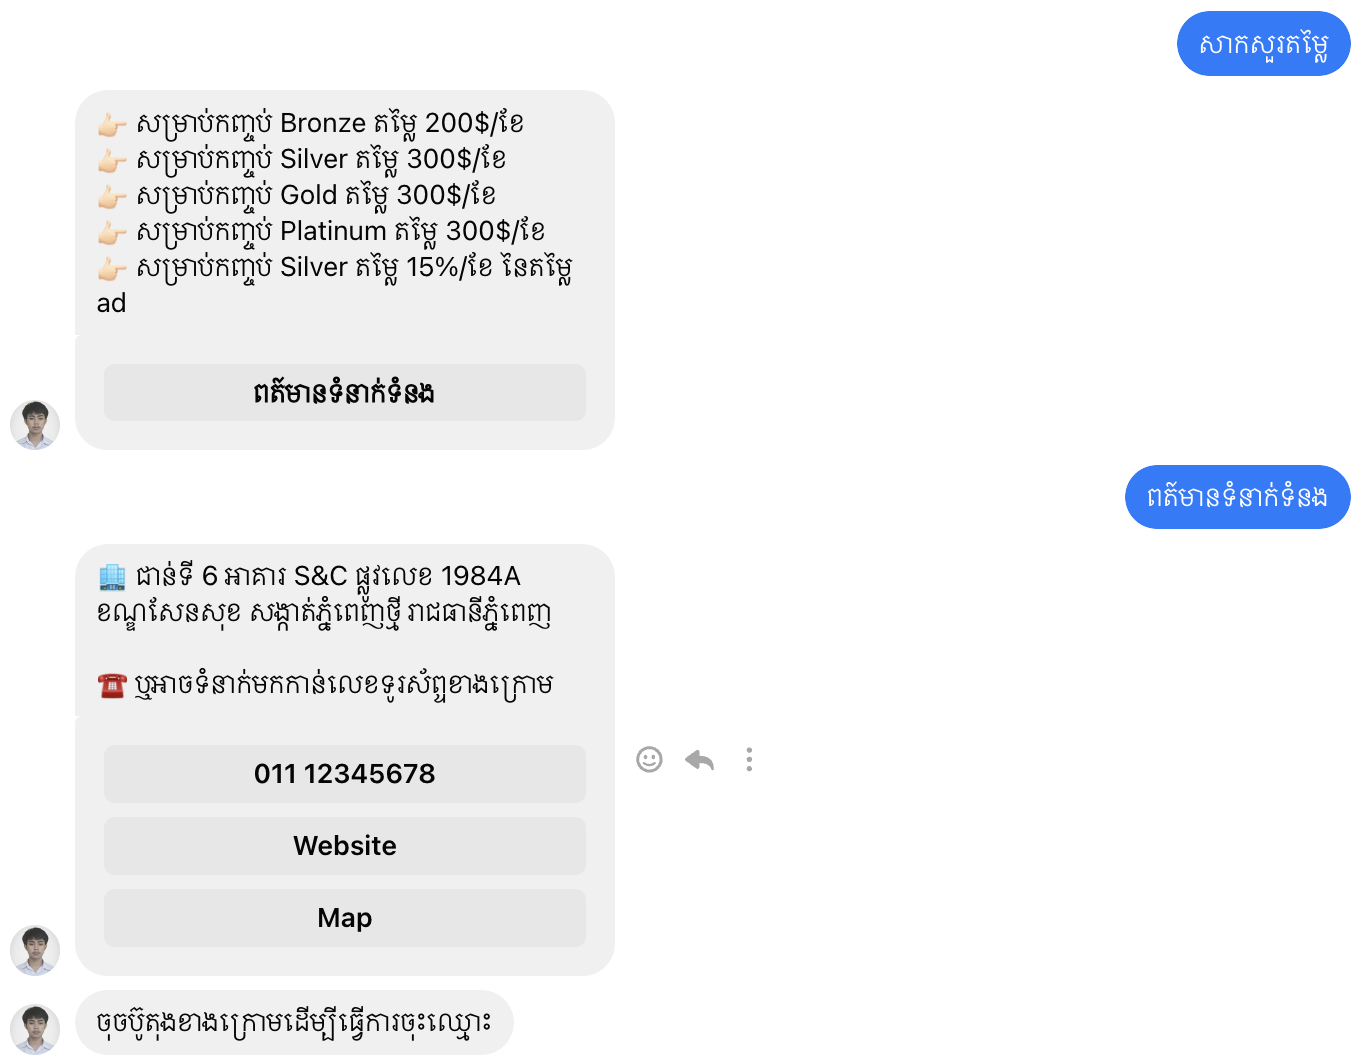 សាកសួរតម្លៃ
👉🏻 សម្រាប់កញ្ចប់ Bronze តម្លៃ 200$/ខែ
👉🏻 សម្រាប់កញ្ចប់ Silver តម្លៃ 300$/ខែ
👉🏻 សម្រាប់កញ្ចប់ Gold តម្លៃ 300$/ខែ
👉🏻 សម្រាប់កញ្ចប់ Platinum តម្លៃ 300$/ខែ
👉🏻 សម្រាប់កញ្ចប់ Silver តម្លៃ 15%/ខែ នៃតម្លៃ
ad
ពត៍មានទំនាក់ទំនង
ពត៍មានទំនាក់ទំនង
🏢 ជាន់ទី 6 អាគារ S&C ផ្លូវលេខ 1984A
ខណ្ឌសែនសុខ សង្កាត់ភ្នំពេញថ្មី រាជធានីភ្នំពេញ
☎️ ឬអាចទំនាក់មកកាន់លេខទូរស័ព្ទខាងក្រោម
011 12345678
Website
Map
ចុចប៊ូតុងខាងក្រោមដើម្បីធ្វើការចុះឈ្មោះ